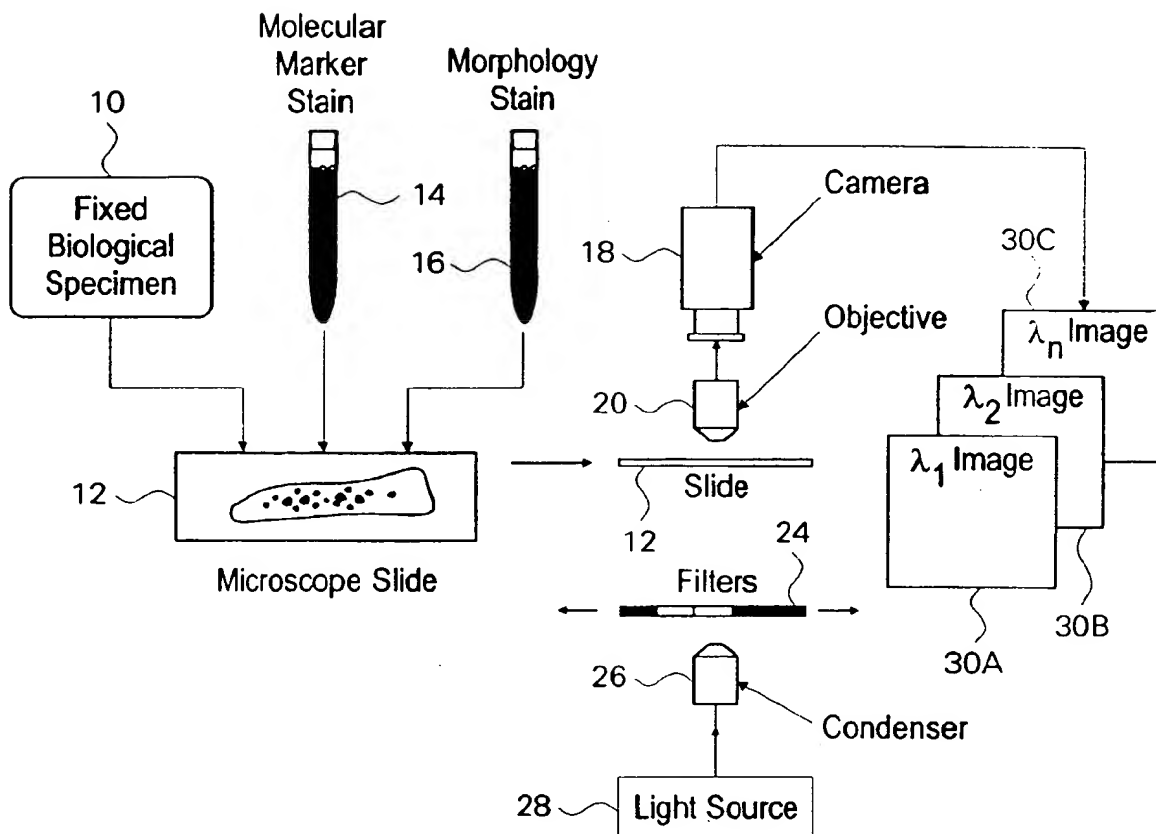 Molecular
Marker
Stain
Morphology
Stain
10
Fixed
Biological
Specimen
14
16
Camera
18
30C
Objective
λn Image
20
λ2 Image
λ1 Image
12
Slide
12
24
Microscope Slide
Filters
30B
30A
26
Condenser
28
Light Source